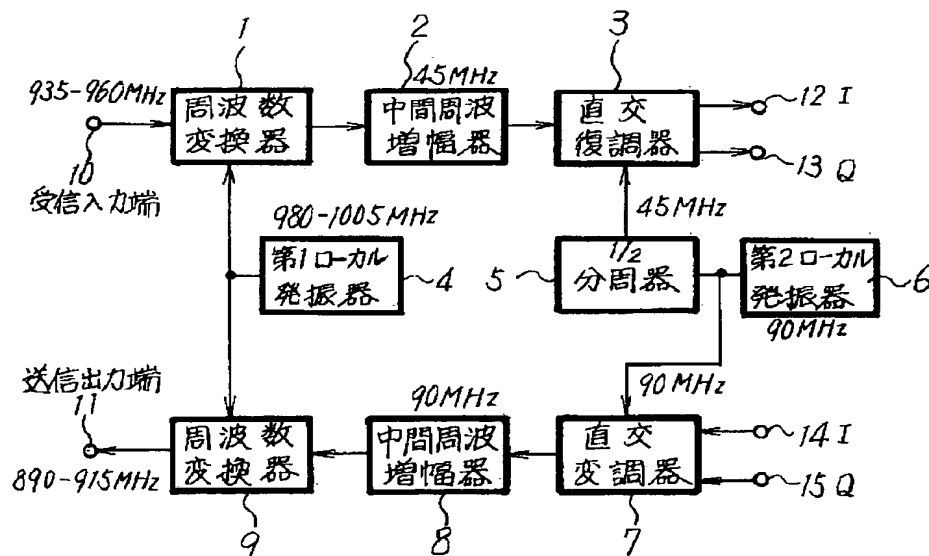 1
2
3
935-960MHz
45MHz
周波数
変換器
中間周波
増幅器
直交
復調器
12 I
13 Q
10
受信入力端
980-1005MHz
45MHz
第1ローカル
発振器
4
5
1/2
分周器
第2ローカル
発振器
6
90MHz
送信出力端
11
90MHz
90MHz
周波数
変換器
中間周波
増幅器
直交
変調器
14 I
15 Q
890-915MHz
9
8
7